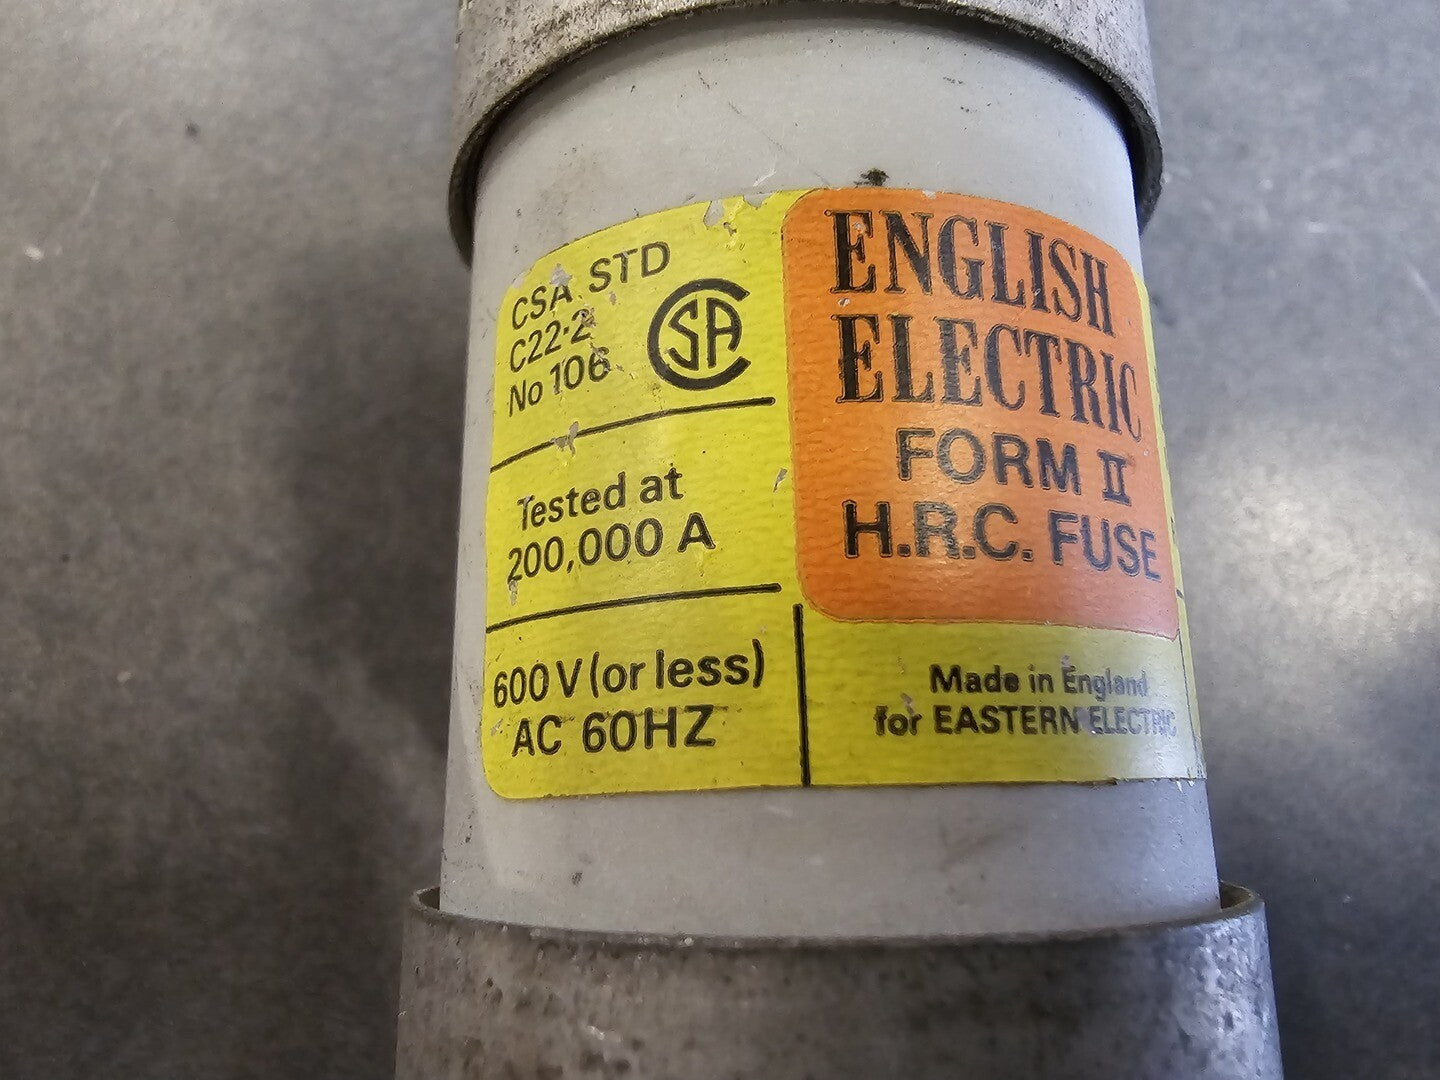 CSA STD
C22·2
No 106
CSA
Tested at
200,000 A
600 V (or less)
AC 60HZ
ENGLISH
ELECTRIC
FORM II
H.R.C. FUSE
Made in England
for EASTERN ELECTRIC